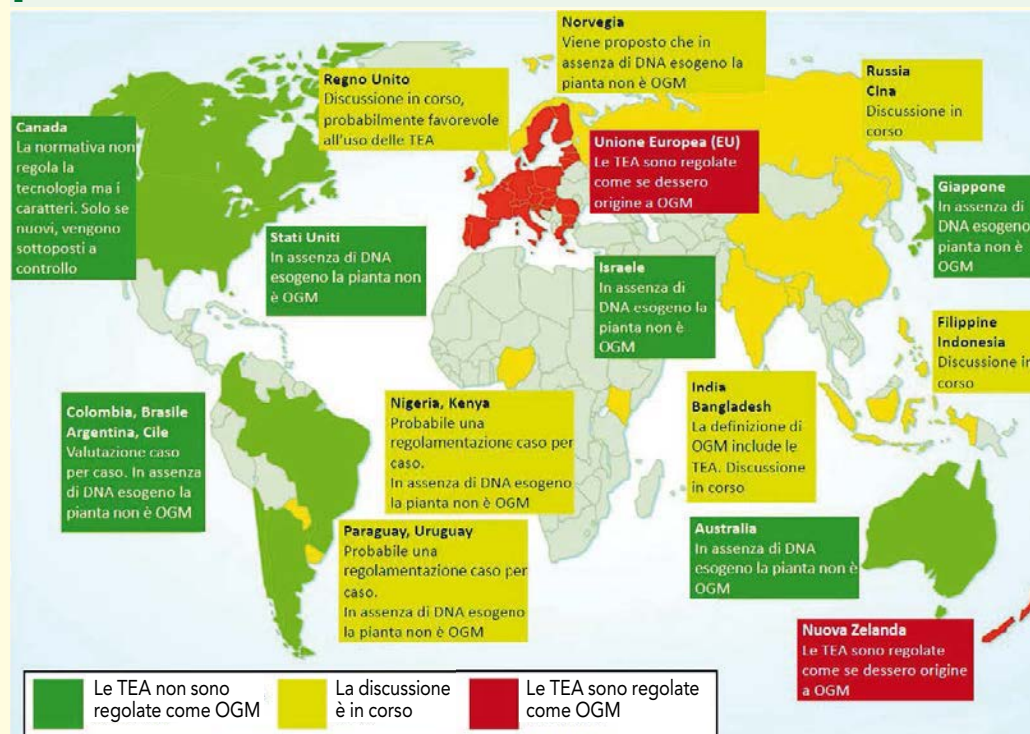 Norvegia
Viene proposto che in
assenza di DNA esogeno la
pianta non è OGM
Regno Unito
Discussione in corso,
probabilmente favorevole
all'uso delle TEA
Russia
Cina
Discussione in
corso
Canada
La normativa non
regola la
tecnologia ma i
caratteri. Solo se
nuovi, vengono
sottoposti a
controllo
Unione Europea (EU)
Le TEA sono regolate
come se dessero
origine a OGM
Giappone
In assenza di
DNA esogeno la
pianta non è
OGM
Stati Uniti
In assenza di DNA
esogeno la pianta non
è OGM
Israele
In assenza di
DNA esogeno la
pianta non è
OGM
Filippine
Indonesia
Discussione in
corso
Colombia, Brasile
Argentina, Cile
Valutazione caso
per caso. In assenza
di DNA esogeno la
pianta non è OGM
Nigeria, Kenya
Probabile una
regolamentazione caso per
caso.
In assenza di DNA esogeno
la pianta non è OGM
India
Bangladesh
La definizione di
OGM include le
TEA. Discussione
in corso
Paraguay, Uruguay
Probabile una
regolamentazione caso per
caso.
In assenza di DNA esogeno
la pianta non è OGM
Australia
In assenza di DNA
esogeno la pianta non è
OGM
Nuova Zelanda
Le TEA sono regolate
come se dessero origine
a OGM
Le TEA non sono
regolate come OGM
La discussione
è in corso
Le TEA sono regolate
come OGM